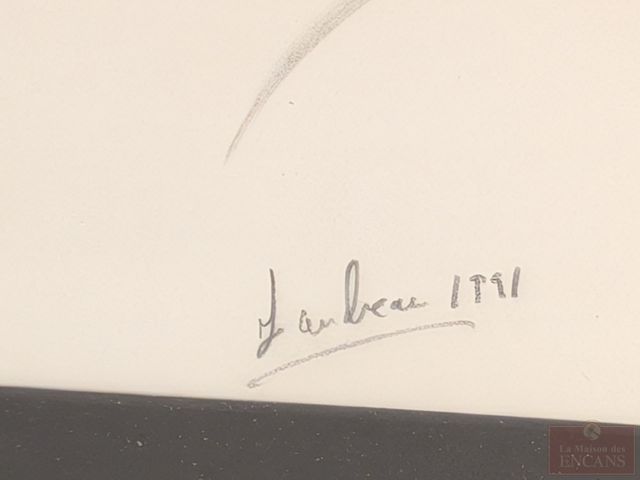 1991
La Maison des
ENCANS